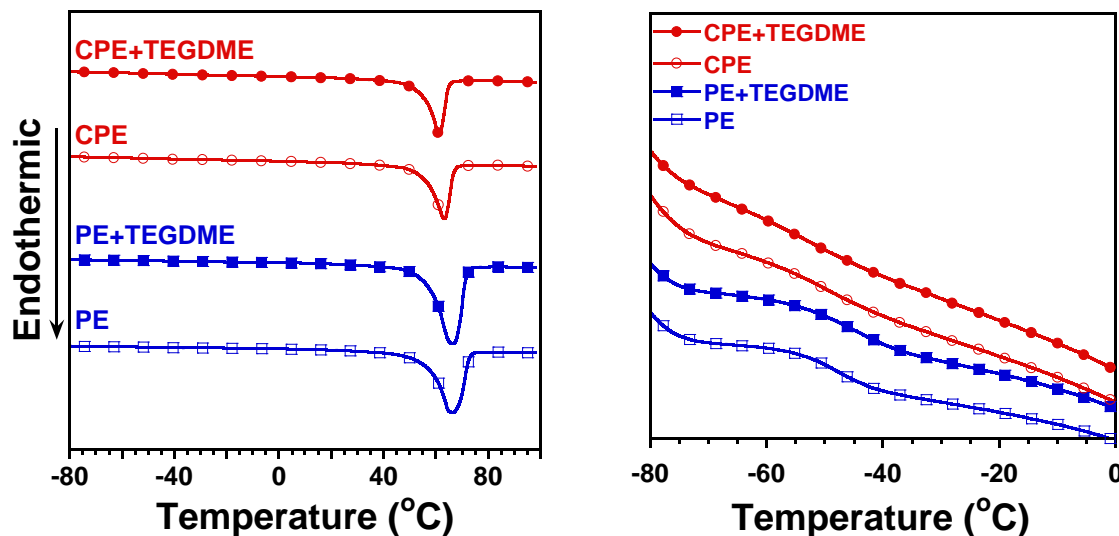 CPE+TEGDME
CPE
PE+TEGDME
PE
Endothermic
-80 -40 0 40 80
Temperature (°C)
CPE+TEGDME
CPE
PE+TEGDME
PE
-80 -60 -40 -20 0
Temperature (°C)